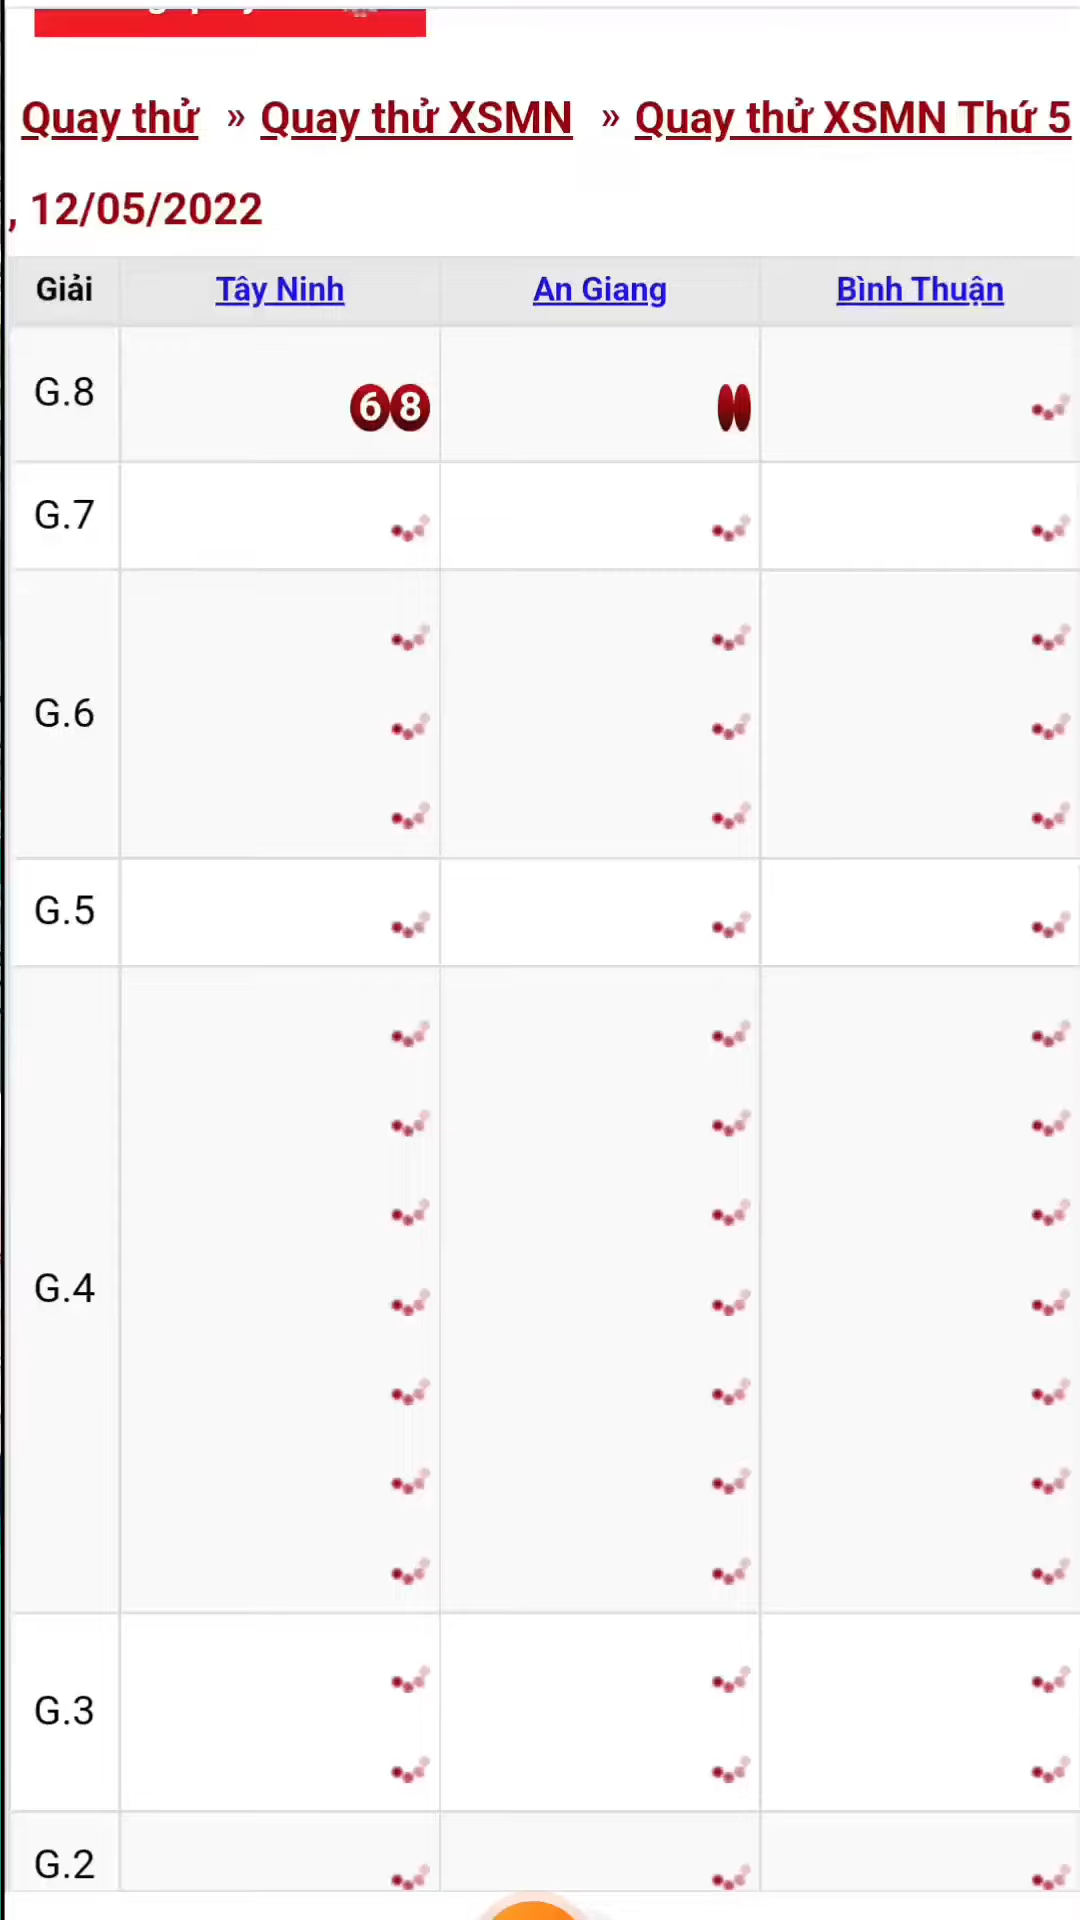 Quay thử » Quay thử XSMN » Quay thử XSMN Thứ 5
, 12/05/2022
Giải Tây Ninh An Giang Bình Thuận
G.8 68
G.7
G.6
G.5
G.4
G.3
G.2